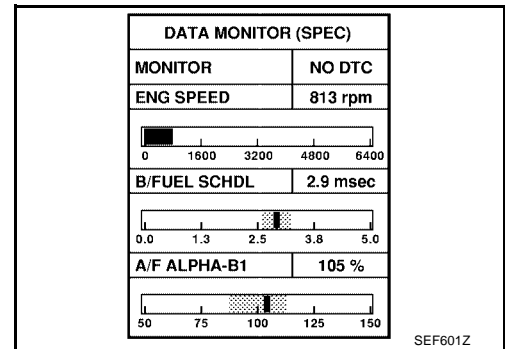 DATA MONITOR (SPEC)
MONITOR NO DTC
ENG SPEED 813 rpm
0 1600 3200 4800 6400
B/FUEL SCHDL 2.9 msec
0.0 1.3 2.5 3.8 5.0
A/F ALPHA-B1 105 %
50 75 100 125 150
SEF601Z